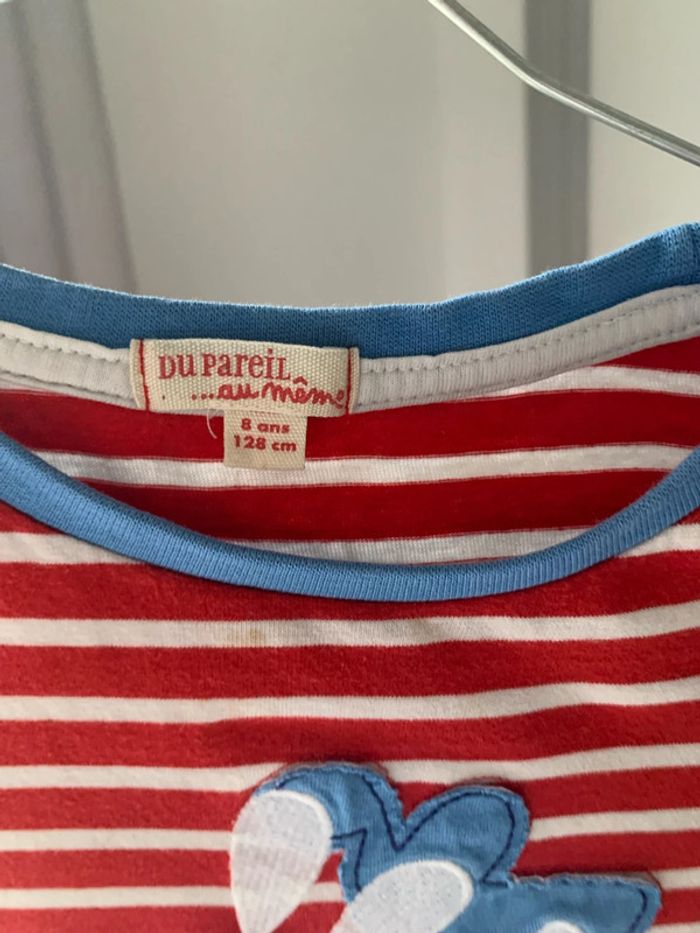 DU PAREIL
...au même
8 ans
128 cm